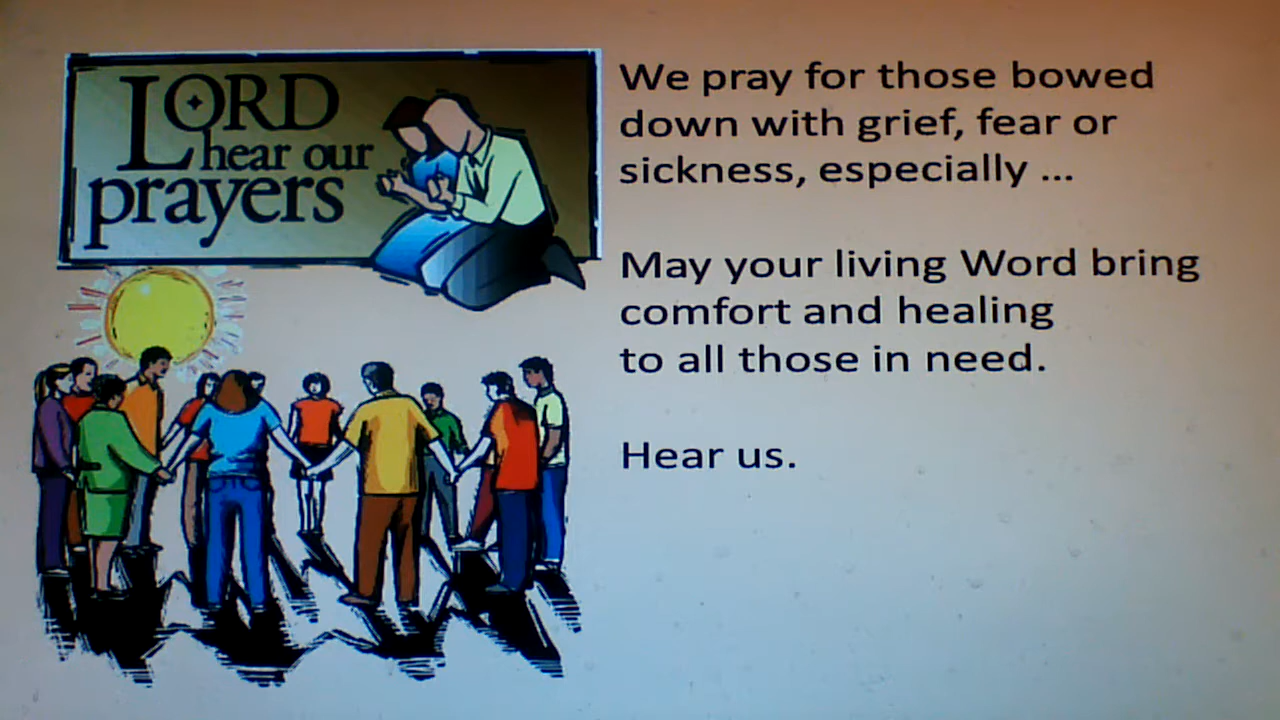 LORD
hear our
prayers
We pray for those bowed
down with grief, fear or
sickness, especially ...
May your living Word bring
comfort and healing
to all those in need.
Hear us.